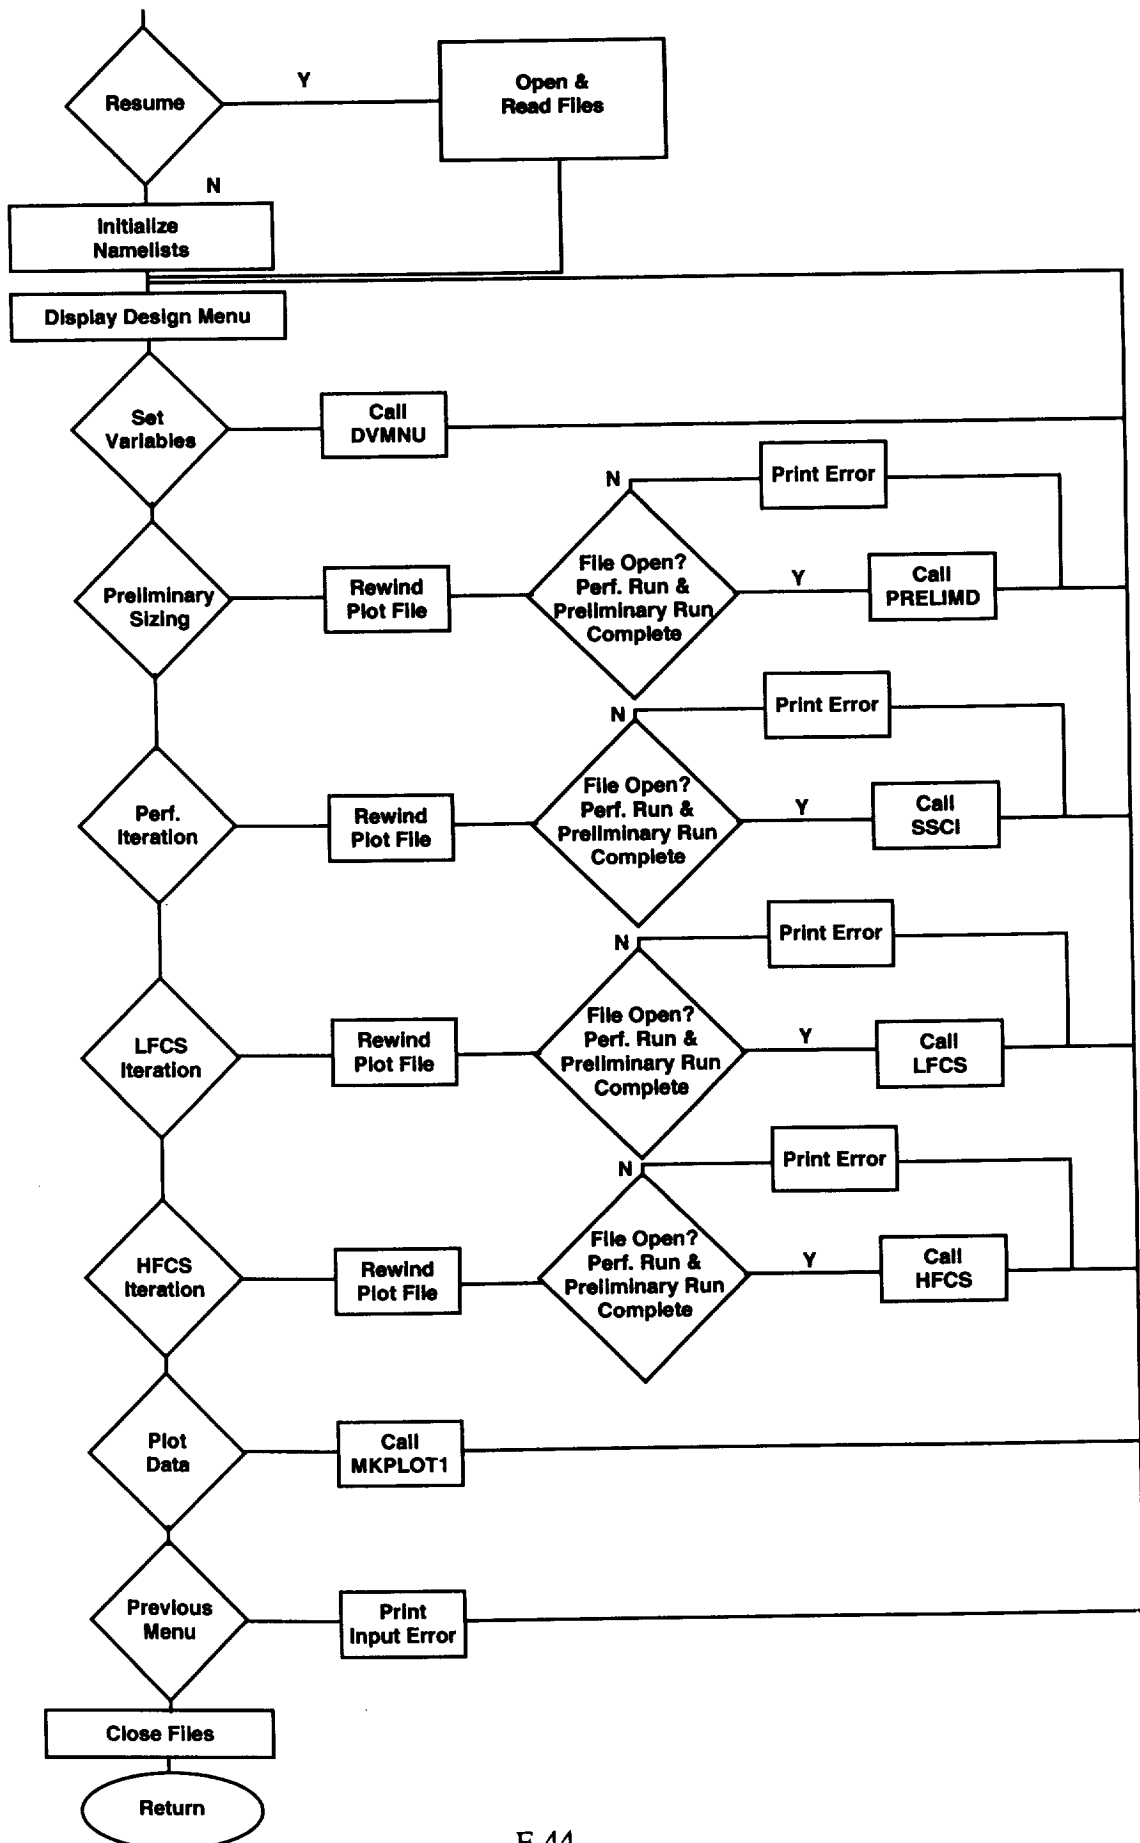 Y
Resume
Open &
Read Files
N
Initialize
Namelists
Display Design Menu
Set
Variables
Call
DVMNU
N
Print Error
Preliminary
Sizing
Rewind
Plot File
File Open?
Perf. Run &
Preliminary Run
Complete
Y
Call
PRELIMD
N
Print Error
Perf.
Iteration
Rewind
Plot File
File Open?
Perf. Run &
Preliminary Run
Complete
Y
Call
SSCI
N
Print Error
LFCS
Iteration
Rewind
Plot File
File Open?
Perf. Run &
Preliminary Run
Complete
Y
Call
LFCS
N
Print Error
HFCS
Iteration
Rewind
Plot File
File Open?
Perf. Run &
Preliminary Run
Complete
Y
Call
HFCS
Plot
Data
Call
MKPLOT1
Previous
Menu
Print
Input Error
Close Files
Return